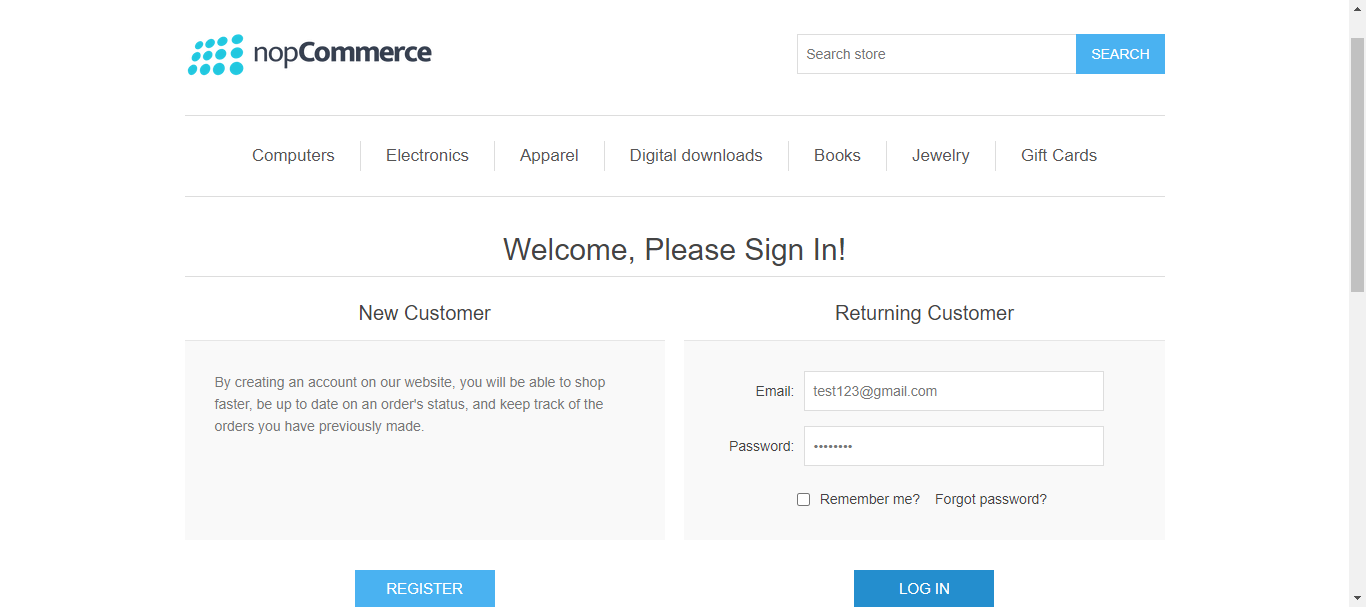 nopCommerce
Search store
SEARCH
Computers
Electronics
Apparel
Digital downloads
Books
Jewelry
Gift Cards
Welcome, Please Sign In!
New Customer
By creating an account on our website, you will be able to shop
faster, be up to date on an order's status, and keep track of the
orders you have previously made.
REGISTER
Returning Customer
Email: test123@gmail.com
Password: ••••••••
Remember me? Forgot password?
LOG IN